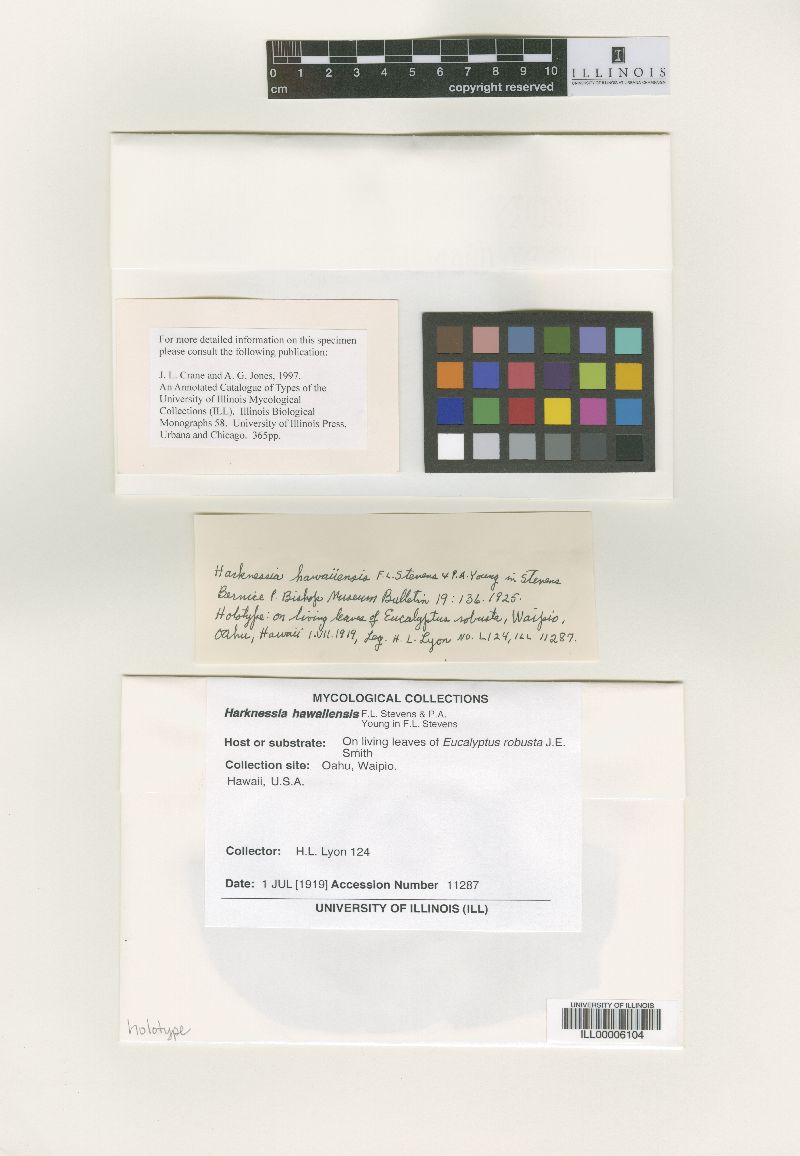 0 1 2 3 4 5 6 7 8 9 10
cm
copyright reserved
I
ILLINOIS
UNIVERSITY OF ILLINOIS AT URBANA-CHAMPAIGN
For more detailed information on this specimen
please consult the following publication:
J. L. Crane and A. G. Jones, 1997.
An Annotated Catalogue of Types of the
University of Illinois Mycological
Collections (ILL). Illinois Biological
Monographs 58. University of Illinois Press,
Urbana and Chicago. 365pp.
Harknessia hawaiiensis F.L. Stevens & P.A. Young in Stevens
Bernice P. Bishop Museum Bulletin 19: 136. 1925.
Holotype: on living leaves of Eucalyptus robusta, Waipio,
Oahu, Hawaii 1.VII.1919, Leg. H. L. Lyon NO. L124, ILL 11287.
MYCOLOGICAL COLLECTIONS
Harknessia hawaiiensis F.L. Stevens & P.A.
Young in F.L. Stevens
Host or substrate: On living leaves of Eucalyptus robusta J.E.
Smith
Collection site: Oahu, Waipio.
Hawaii, U.S.A.
Collector: H.L. Lyon 124
Date: 1 JUL [1919] Accession Number 11287
UNIVERSITY OF ILLINOIS (ILL)
holotype
UNIVERSITY OF ILLINOIS
ILL00006104